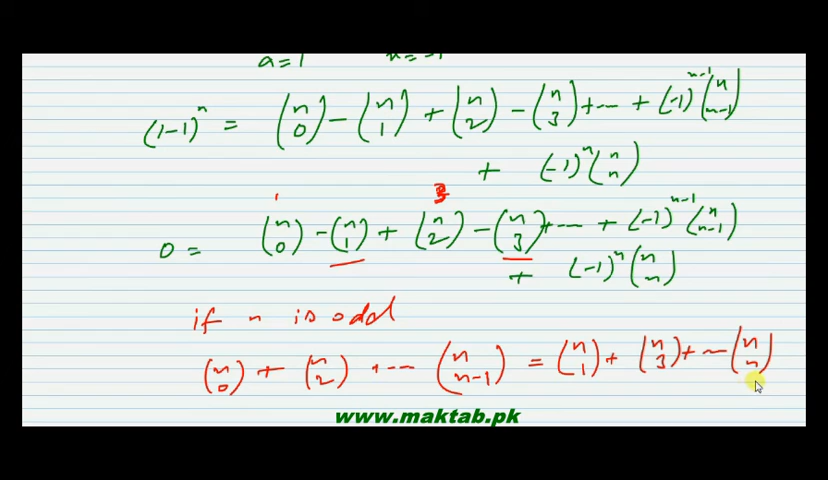 a=1 x=-1
(1-1)^n = (n 0) - (n 1) + (n 2) - (n 3) + --- + (-1)^{n-1} (n n-1)
+ (-1)^n (n n)
0 = (n 0) - (n 1) + (n 2) - (n 3) + --- + (-1)^{n-1} (n n-1)
+ (-1)^n (n n)
if n is odd
(n 0) + (n 2) + --- (n n-1) = (n 1) + (n 3) + --- (n n)
www.maktab.pk